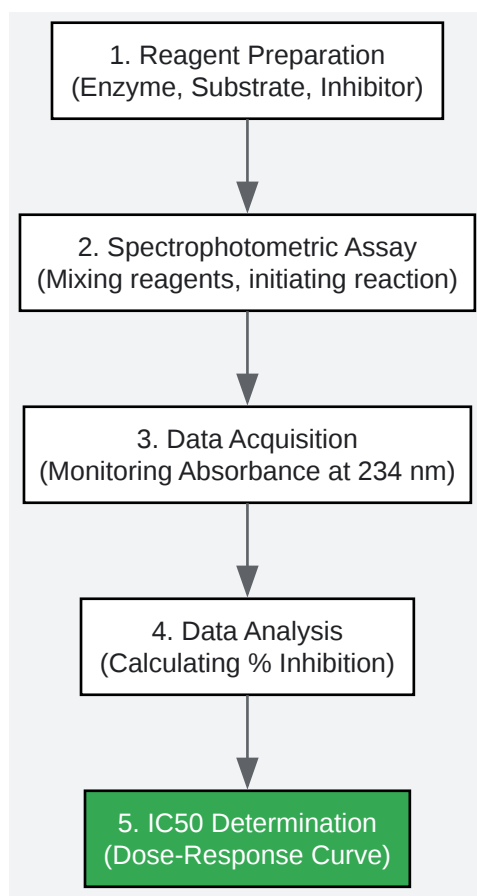 1. Reagent Preparation
(Enzyme, Substrate, Inhibitor)
2. Spectrophotometric Assay
(Mixing reagents, initiating reaction)
3. Data Acquisition
(Monitoring Absorbance at 234 nm)
4. Data Analysis
(Calculating % Inhibition)
5. IC50 Determination
(Dose-Response Curve)